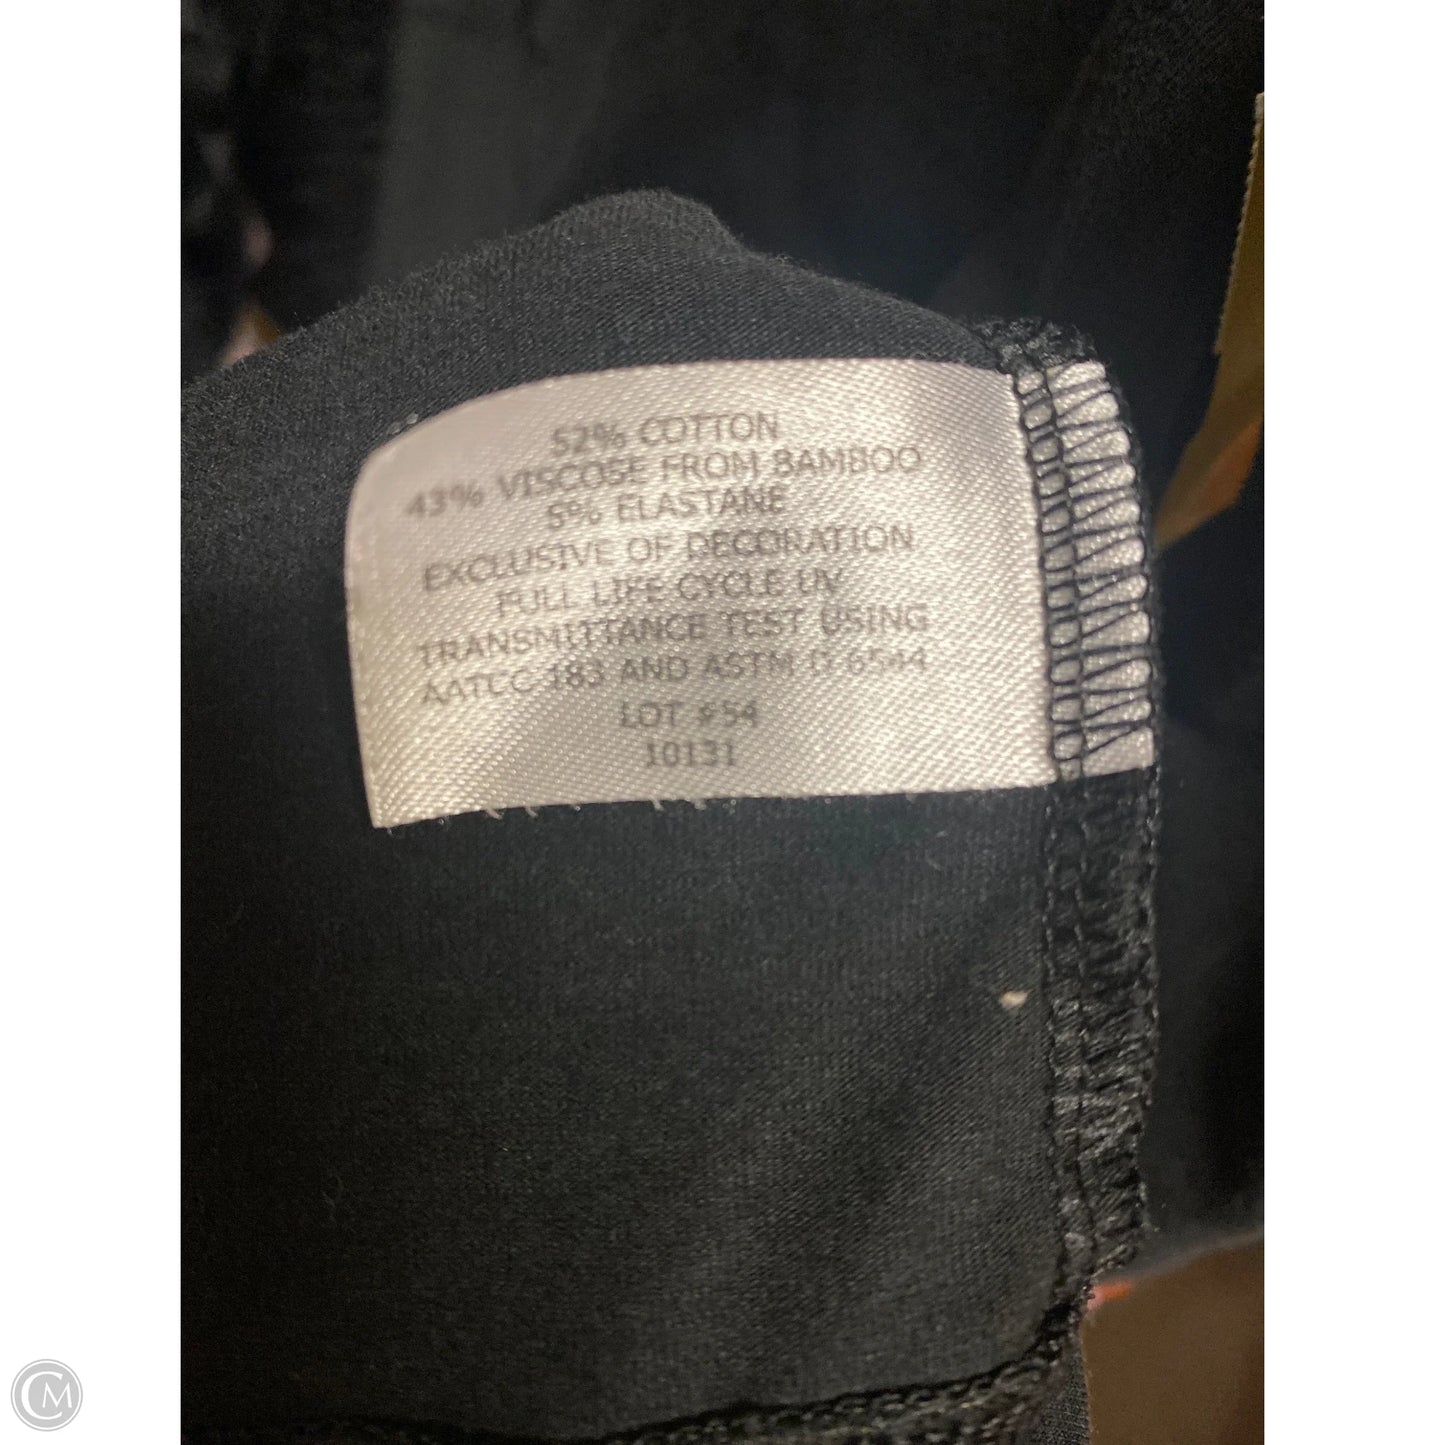 52% COTTON
43% VISCOSE FROM BAMBOO
5% ELASTANE
EXCLUSIVE OF DECORATION
FULL LIFE CYCLE UV
TRANSMITTANCE TEST USING
AATCC 183 AND ASTM D 6544
LOT #54
10131
CM